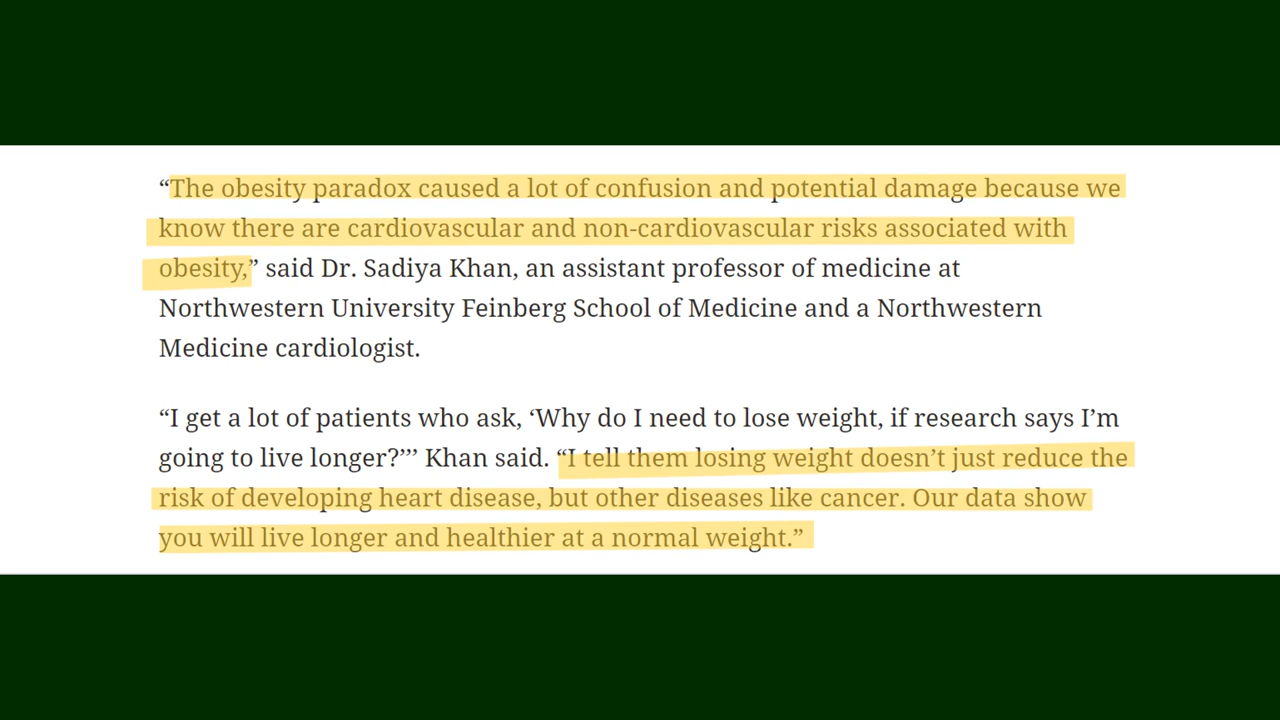 “The obesity paradox caused a lot of confusion and potential damage because we
know there are cardiovascular and non-cardiovascular risks associated with
obesity,” said Dr. Sadiya Khan, an assistant professor of medicine at
Northwestern University Feinberg School of Medicine and a Northwestern
Medicine cardiologist.
“I get a lot of patients who ask, ‘Why do I need to lose weight, if research says I’m
going to live longer?’” Khan said. “I tell them losing weight doesn’t just reduce the
risk of developing heart disease, but other diseases like cancer. Our data show
you will live longer and healthier at a normal weight.”